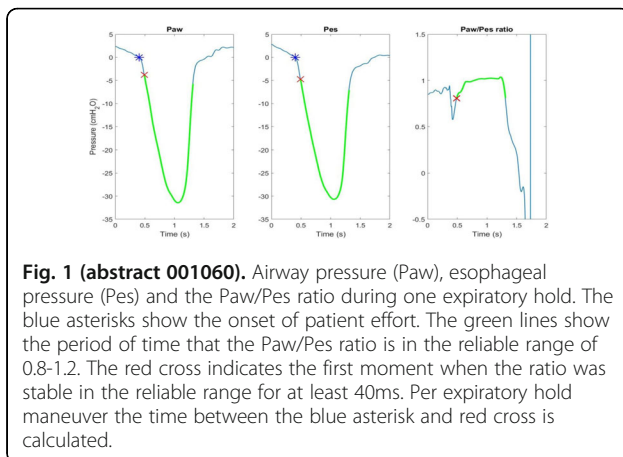 Paw
Pes
Paw/Pes ratio
5
0
-5
-10
-15
-20
-25
-30
-35
Pressure (cmH2O)
0 0.5 1 1.5 2
Time (s)
5
0
-5
-10
-15
-20
-25
-30
-35
0 0.5 1 1.5 2
Time (s)
1.5
1
0.5
0
-0.5
0 0.5 1 1.5 2
Time (s)
Fig. 1 (abstract 001060). Airway pressure (Paw), esophageal
pressure (Pes) and the Paw/Pes ratio during one expiratory hold. The
blue asterisks show the onset of patient effort. The green lines show
the period of time that the Paw/Pes ratio is in the reliable range of
0.8-1.2. The red cross indicates the first moment when the ratio was
stable in the reliable range for at least 40ms. Per expiratory hold
maneuver the time between the blue asterisk and red cross is
calculated.